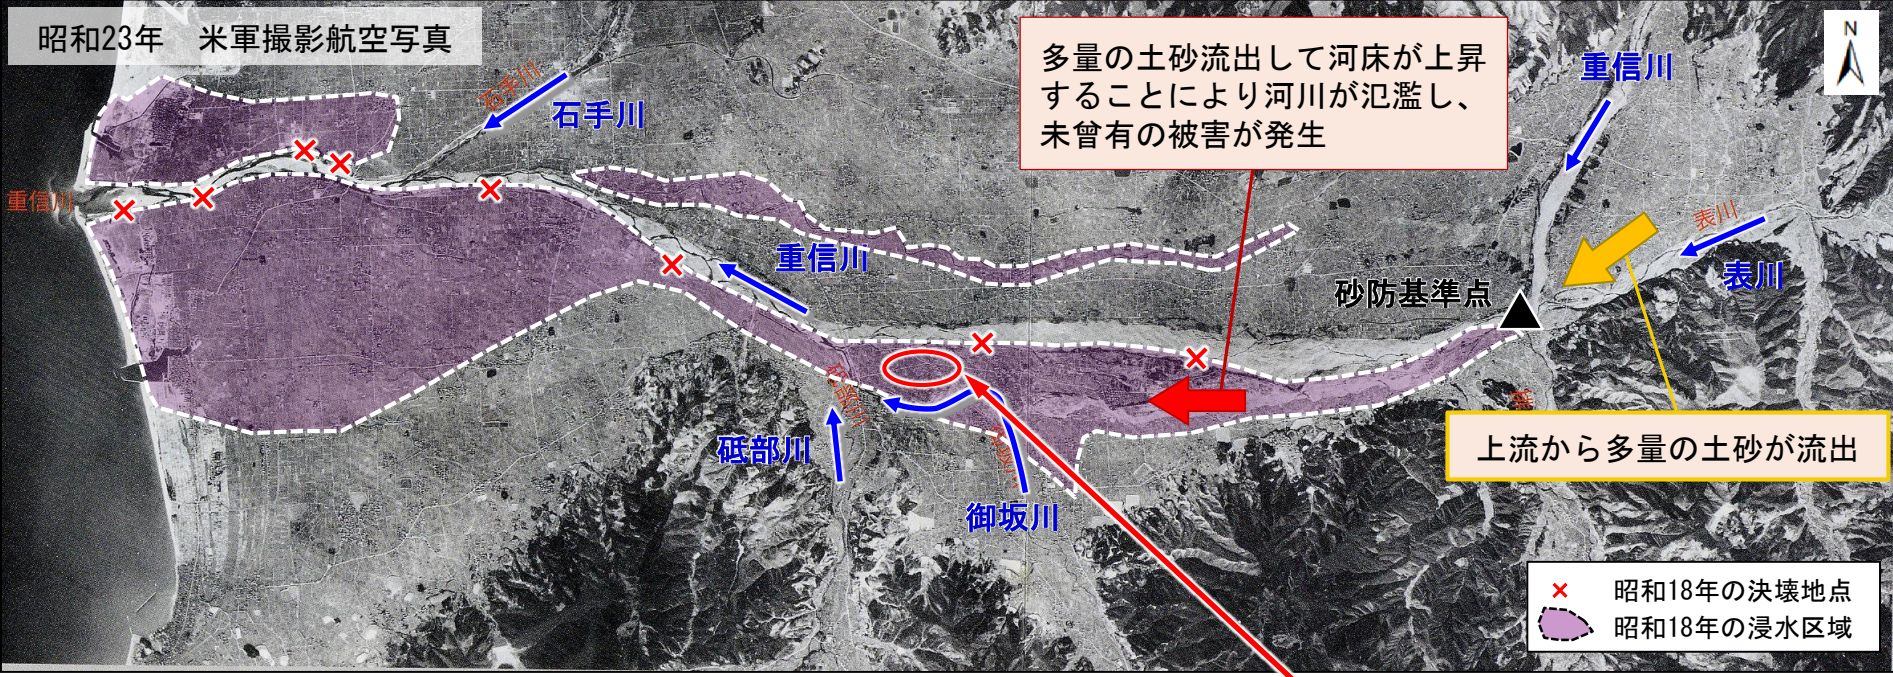 昭和23年　米軍撮影航空写真
多量の土砂流出して河床が上昇
することにより河川が氾濫し、
未曾有の被害が発生
N
重信川
石手川
石手川
重信川
表川
表川
重信川
砂防基準点
砥部川
砥部川
御坂川
上流から多量の土砂が流出
× 昭和18年の決壊地点
昭和18年の浸水区域